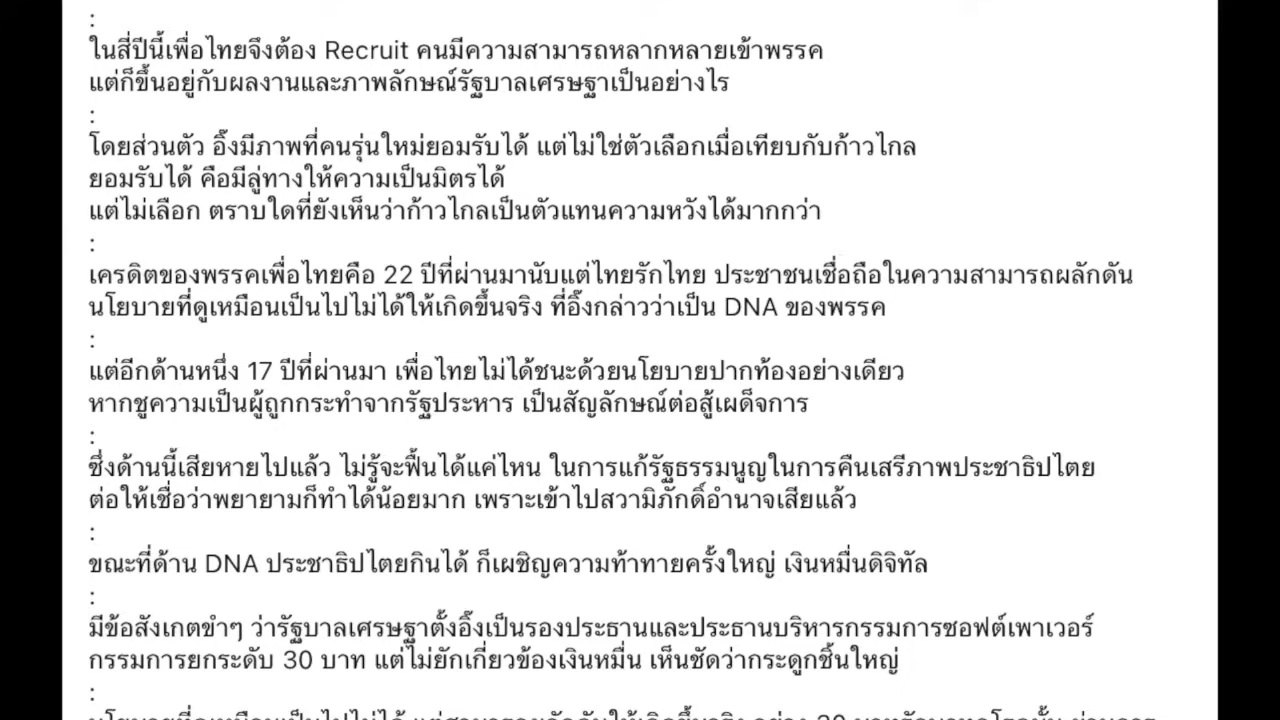 :
ในสี่ปีนี้เพื่อไทยจึงต้อง Recruit คนมีความสามารถหลากหลายเข้าพรรค
แต่ก็ขึ้นอยู่กับผลงานและภาพลักษณ์รัฐบาลเศรษฐาเป็นอย่างไร
:
โดยส่วนตัว อิ๊งมีภาพที่คนรุ่นใหม่ยอมรับได้ แต่ไม่ใช่ตัวเลือกเมื่อเทียบกับก้าวไกล
ยอมรับได้ คือมีลู่ทางให้ความเป็นมิตรได้
แต่ไม่เลือก ตราบใดที่ยังเห็นว่าก้าวไกลเป็นตัวแทนความหวังได้มากกว่า
:
เครดิตของพรรคเพื่อไทยคือ 22 ปีที่ผ่านมานับแต่ไทยรักไทย ประชาชนเชื่อถือในความสามารถผลักดัน
นโยบายที่ดูเหมือนเป็นไปไม่ได้ให้เกิดขึ้นจริง ที่อิ๊งกล่าวว่าเป็น DNA ของพรรค
:
แต่อีกด้านหนึ่ง 17 ปีที่ผ่านมา เพื่อไทยไม่ได้ชนะด้วยนโยบายปากท้องอย่างเดียว
หากชูความเป็นผู้ถูกกระทำจากรัฐประหาร เป็นสัญลักษณ์ต่อสู้เผด็จการ
:
ซึ่งด้านนี้เสียหายไปแล้ว ไม่รู้จะฟื้นได้แค่ไหน ในการแก้รัฐธรรมนูญในการคืนเสรีภาพประชาธิปไตย
ต่อให้เชื่อว่าพยายามก็ทำได้น้อยมาก เพราะเข้าไปสวามิภักดิ์อำนาจเสียแล้ว
:
ขณะที่ด้าน DNA ประชาธิปไตยกินได้ ก็เผชิญความท้าทายครั้งใหญ่ เงินหมื่นดิจิทัล
:
มีข้อสังเกตขำๆ ว่ารัฐบาลเศรษฐาตั้งอิ๊งเป็นรองประธานและประธานบริหารกรรมการซอฟต์เพาเวอร์
กรรมการยกระดับ 30 บาท แต่ไม่ยักเกี่ยวข้องเงินหมื่น เห็นชัดว่ากระดูกชิ้นใหญ่
: